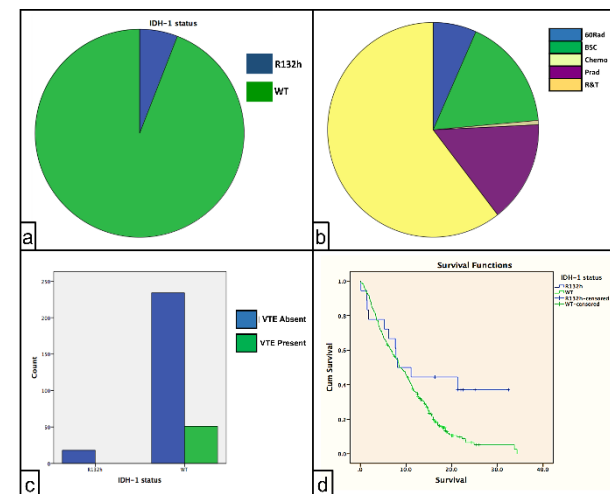 IDH-1 status
R132h
WT
a
60Rad
BSC
Chemo
Prad
R&T
b
250
200
150
100
50
0
Count
R132h
WT
IDH-1 status
VTE Absent
VTE Present
c
Survival Functions
IDH-1 status
R132h
WT
R132h-censored
WT-censored
1.0
0.8
0.6
0.4
0.2
0.0
Cum Survival
.0
10.0
20.0
30.0
40.0
Survival
d